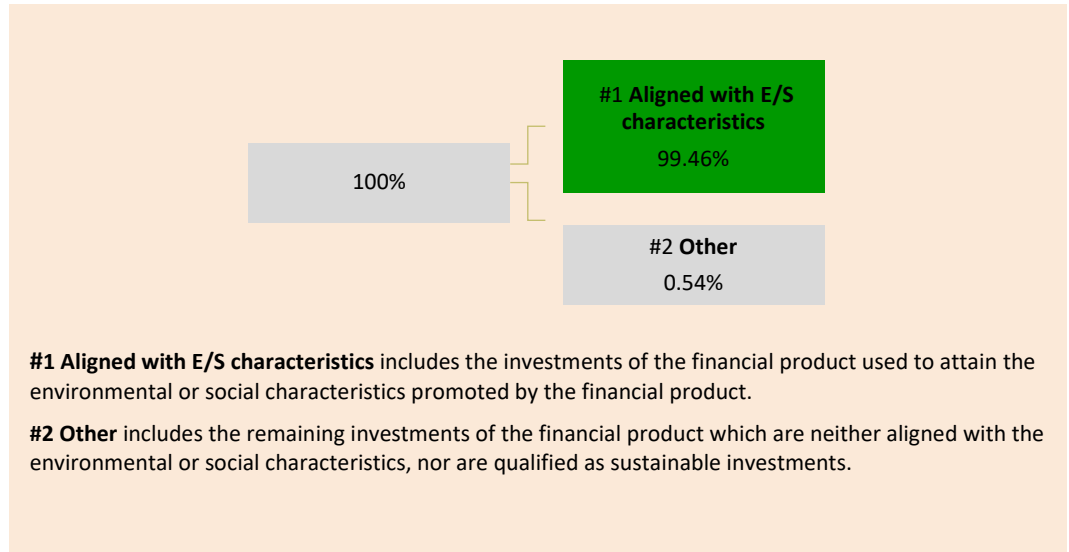 #1 Aligned with E/S
characteristics
99.46%
100%
#2 Other
0.54%
#1 Aligned with E/S characteristics includes the investments of the financial product used to attain the
environmental or social characteristics promoted by the financial product.
#2 Other includes the remaining investments of the financial product which are neither aligned with the
environmental or social characteristics, nor are qualified as sustainable investments.